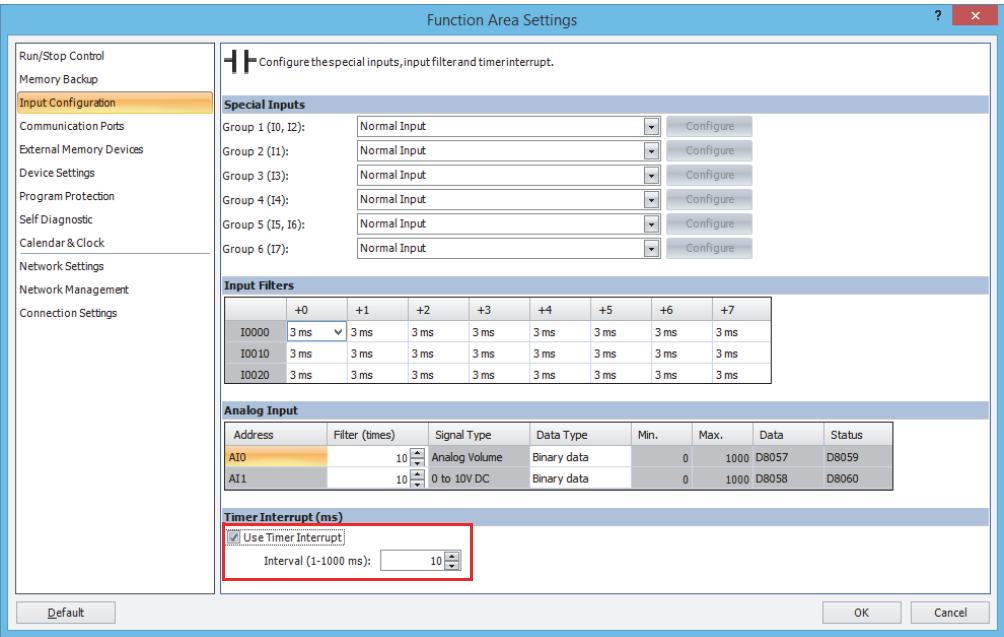 Function Area Settings
? ×
Run/Stop Control
Memory Backup
Input Configuration
Communication Ports
External Memory Devices
Device Settings
Program Protection
Self Diagnostic
Calendar & Clock
Network Settings
Network Management
Connection Settings
Configure the special inputs, input filter and timer interrupt.
Special Inputs
Group 1 (I0, I2): Normal Input Configure
Group 2 (I1): Normal Input Configure
Group 3 (I3): Normal Input Configure
Group 4 (I4): Normal Input Configure
Group 5 (I5, I6): Normal Input Configure
Group 6 (I7): Normal Input Configure
Input Filters
+0 +1 +2 +3 +4 +5 +6 +7
I0000 3 ms 3 ms 3 ms 3 ms 3 ms 3 ms 3 ms 3 ms
I0010 3 ms 3 ms 3 ms 3 ms 3 ms 3 ms 3 ms 3 ms
I0020 3 ms 3 ms 3 ms 3 ms 3 ms 3 ms 3 ms 3 ms
Analog Input
Address Filter (times) Signal Type Data Type Min. Max. Data Status
AI0 10 Analog Volume Binary data 0 1000 D8057 D8059
AI1 10 0 to 10V DC Binary data 0 1000 D8058 D8060
Timer Interrupt (ms)
Use Timer Interrupt
Interval (1-1000 ms): 10
Default OK Cancel